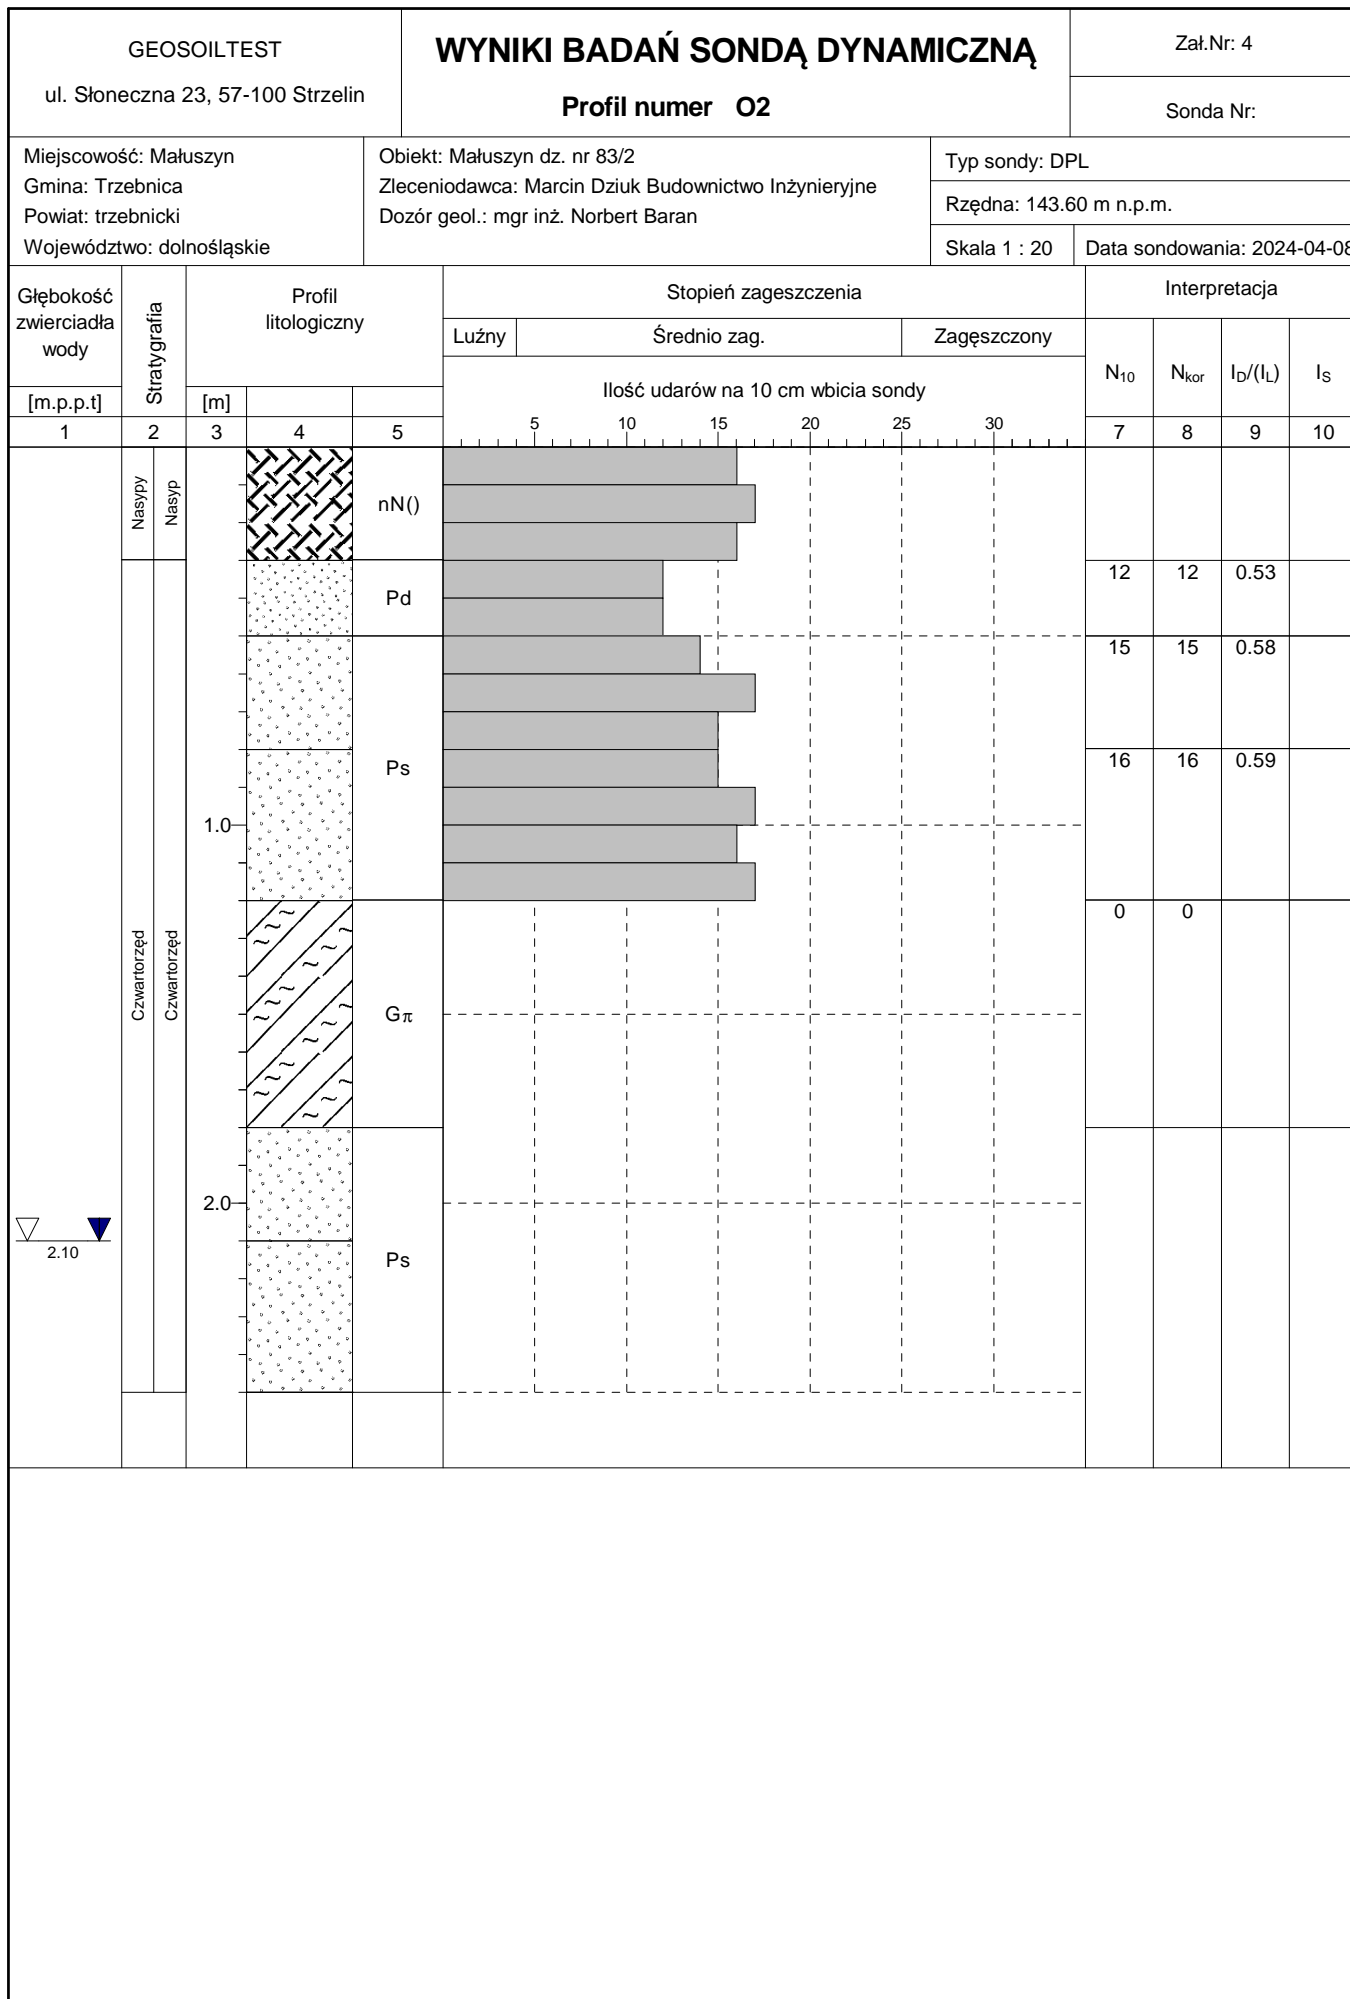 GEOSOILTEST
ul. Słoneczna 23, 57-100 Strzelin
WYNIKI BADAŃ SONDĄ DYNAMICZNĄ
Profil numer O2
Zał.Nr: 4
Sonda Nr:
Miejscowość: Małuszyn
Gmina: Trzebnica
Powiat: trzebnicki
Województwo: dolnośląskie
Obiekt: Małuszyn dz. nr 83/2
Zleceniodawca: Marcin Dziuk Budownictwo Inżynieryjne
Dozór geol.: mgr inż. Norbert Baran
Typ sondy: DPL
Rzędna: 143.60 m n.p.m.
Skala 1 : 20
Data sondowania: 2024-04-08
Głębokość
zwierciadła
wody
[m.p.p.t]
Stratygrafia
Profil
litologiczny
[m]
Stopień zageszczenia
Luźny
Średnio zag.
Zagęszczony
Ilość udarów na 10 cm wbicia sondy
5 10 15 20 25 30
Interpretacja
N10
Nkor
ID/(IL)
IS
1 2 3 4 5 7 8 9 10
Nasypy
Nasyp
nN()
Pd
12 12 0.53
15 15 0.58
Ps
16 16 0.59
1.0
0 0
Czwartorzęd
Czwartorzęd
Gπ
2.0
2.10
Ps